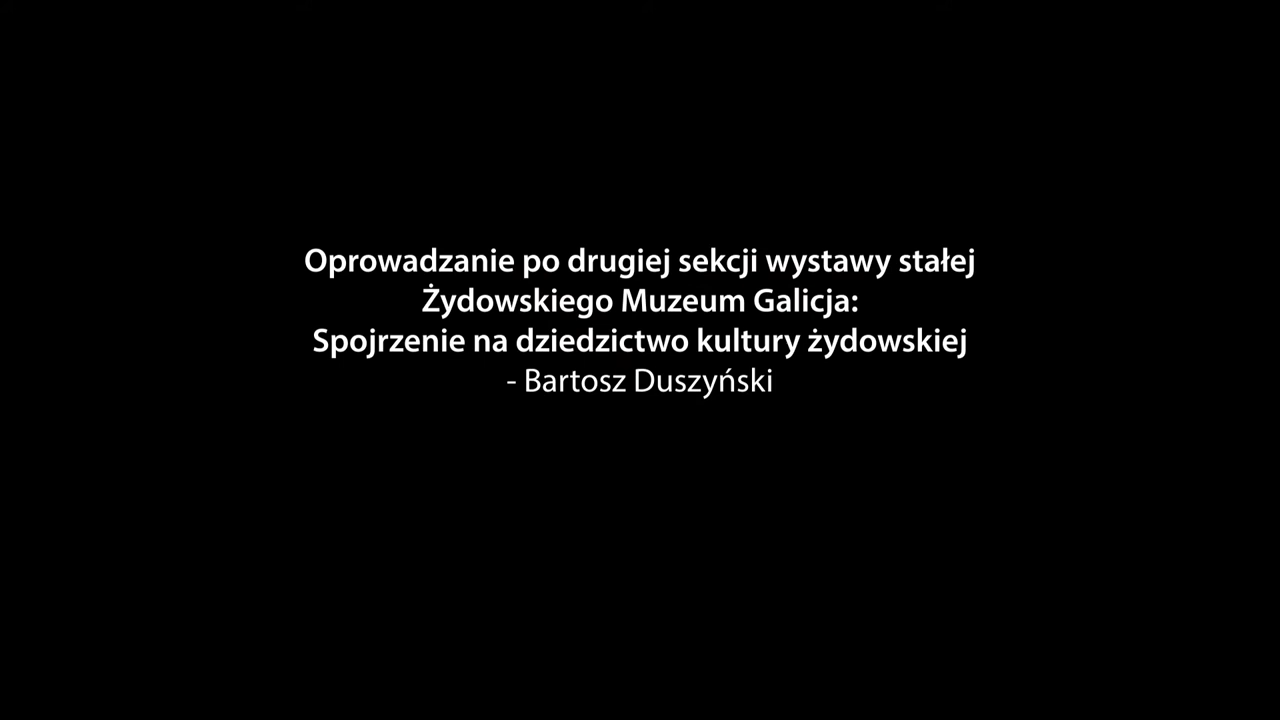 Oprowadzanie po drugiej sekcji wystawy stałej
Żydowskiego Muzeum Galicja:
Spojrzenie na dziedzictwo kultury żydowskiej
- Bartosz Duszyński